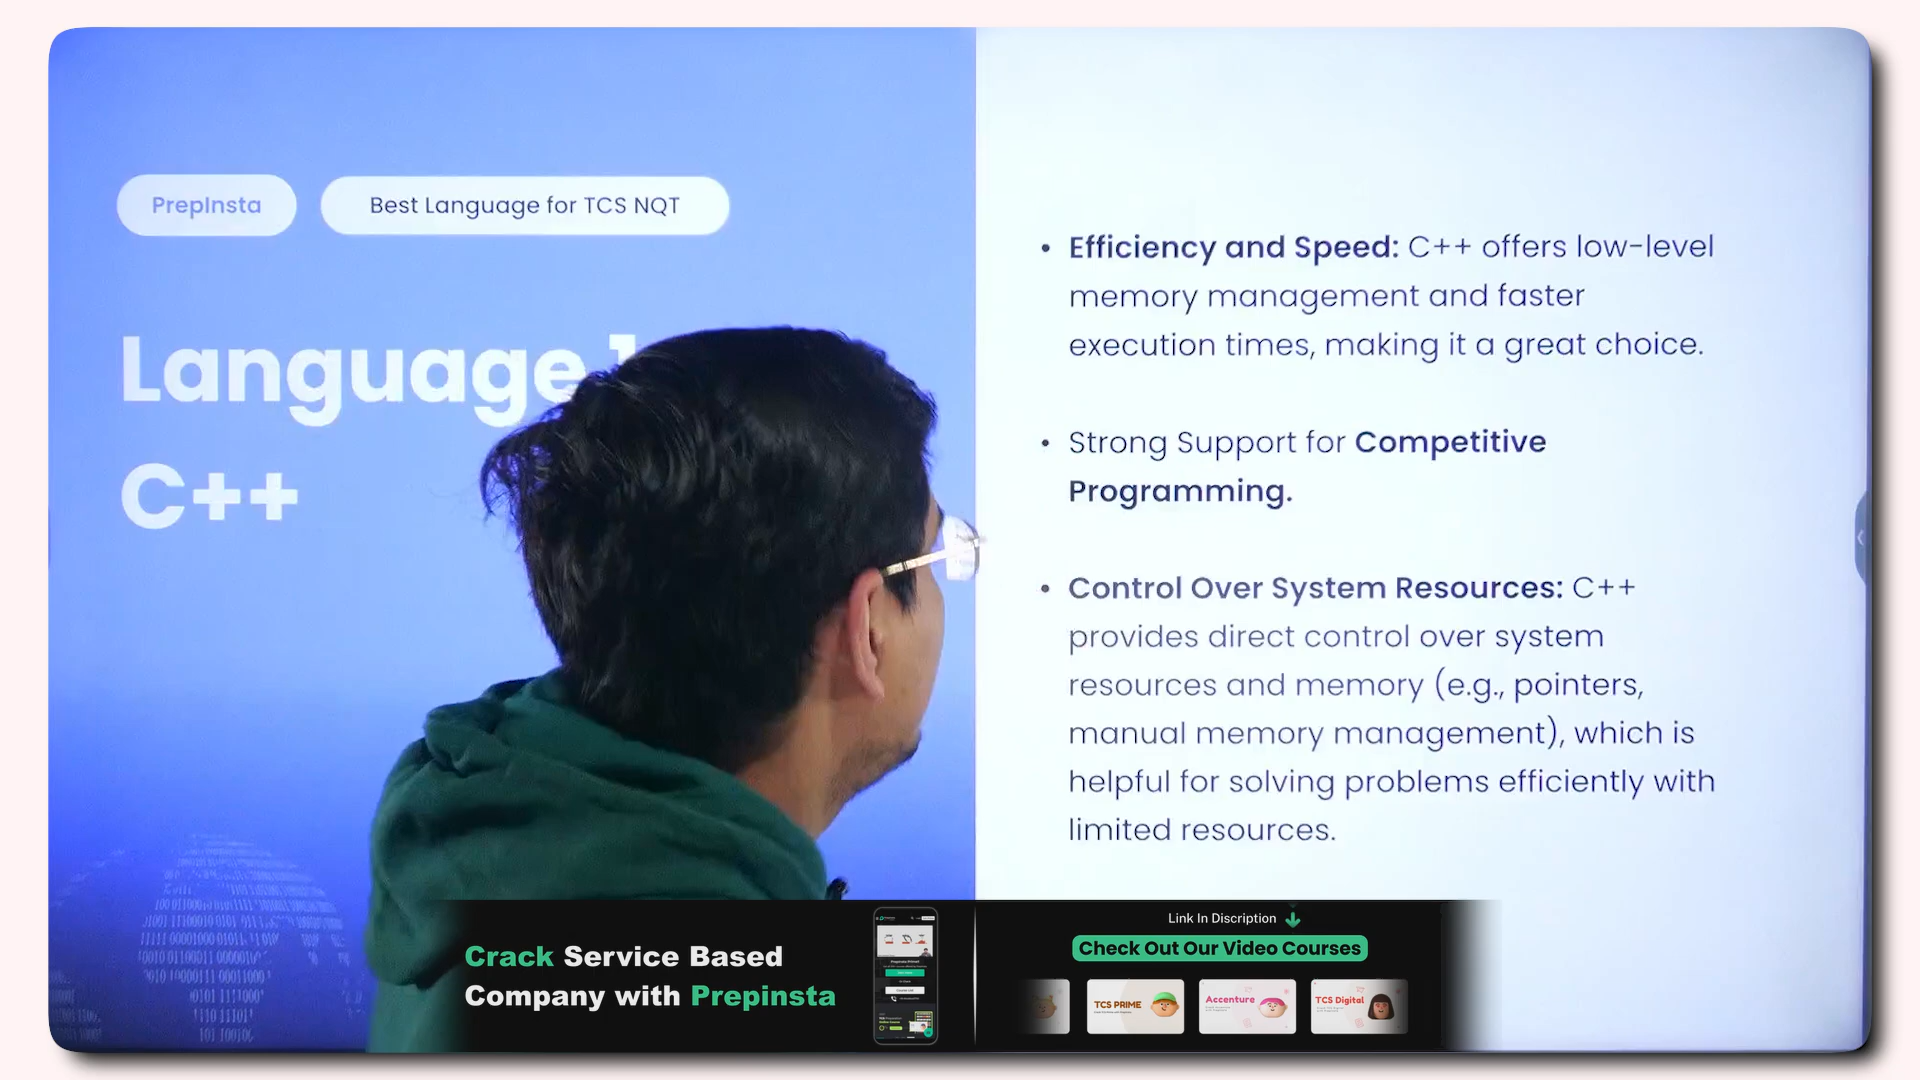 PrepInsta
Best Language for TCS NQT
Language
C++
• Efficiency and Speed: C++ offers low-level
memory management and faster
execution times, making it a great choice.
• Strong Support for Competitive
Programming.
• Control Over System Resources: C++
provides direct control over system
resources and memory (e.g., pointers,
manual memory management), which is
helpful for solving problems efficiently with
limited resources.
Crack Service Based
Company with Prepinsta
Link In Discription
Check Out Our Video Courses
TCS PRIME
Accenture
TCS Digital